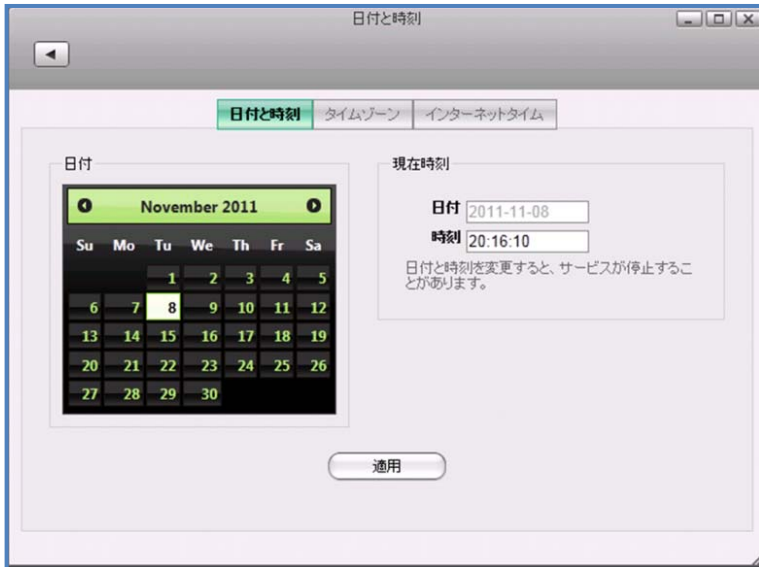 日付と時刻
日付と時刻 タイムゾーン インターネットタイム
日付
November 2011
Su Mo Tu We Th Fr Sa
1 2 3 4 5
6 7 8 9 10 11 12
13 14 15 16 17 18 19
20 21 22 23 24 25 26
27 28 29 30
現在時刻
日付 2011-11-08
時刻 20:16:10
日付と時刻を変更すると、サービスが停止するこ
とがあります。
適用